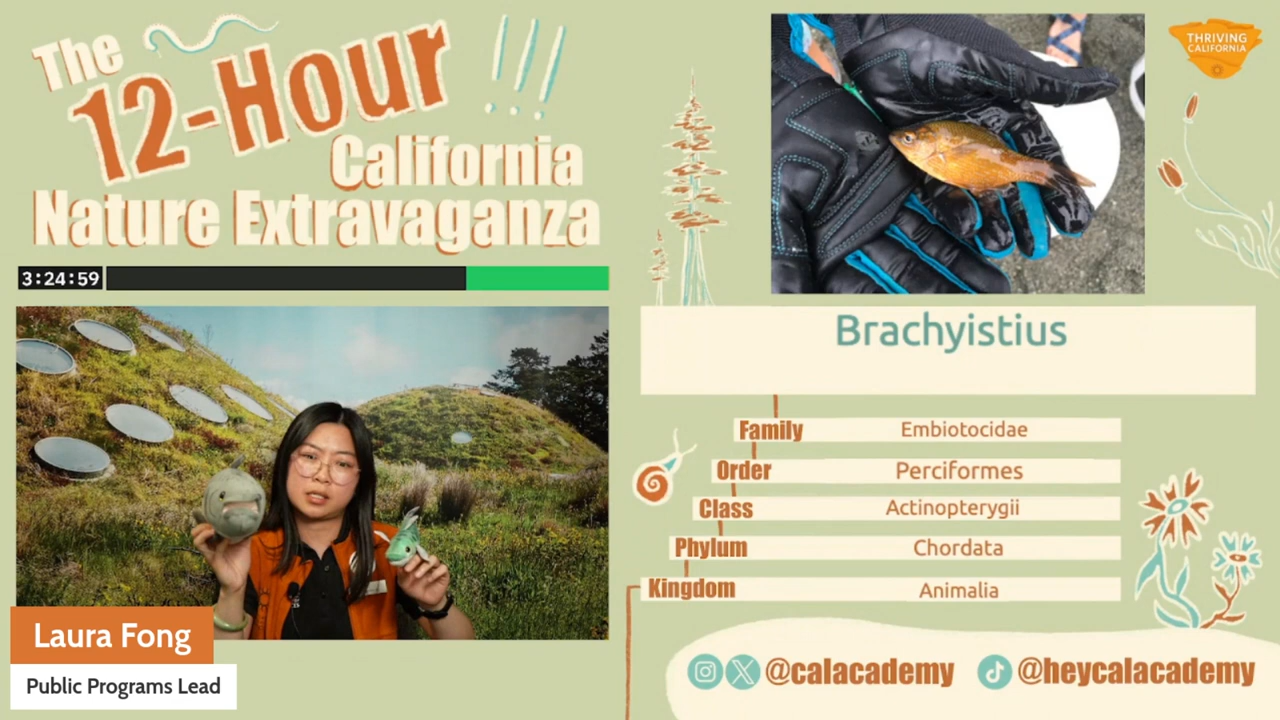 The
12-Hour!!!
California
Nature Extravaganza
3:24:59
THRIVING
CALIFORNIA
Brachyistius
Family Embiotocidae
Order Perciformes
Class Actinopterygii
Phylum Chordata
Kingdom Animalia
Laura Fong
Public Programs Lead
@calacademy @heycalacademy